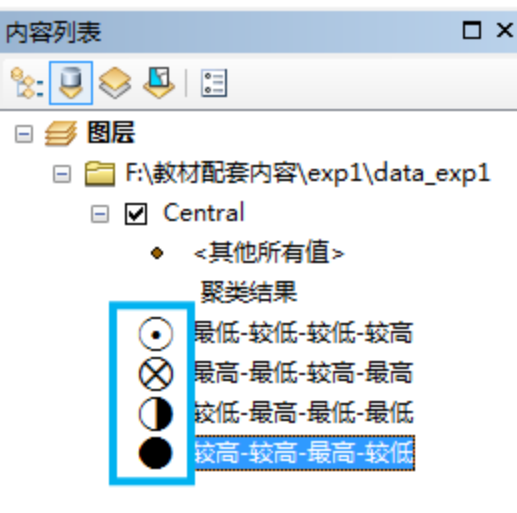 内容列表
图层
F:\教材配套内容\exp1\data_exp1
Central
<其他所有值>
聚类结果
最低-较低-较低-较高
最高-最低-较高-最高
较低-最高-最低-最低
较高-较高-最高-较低